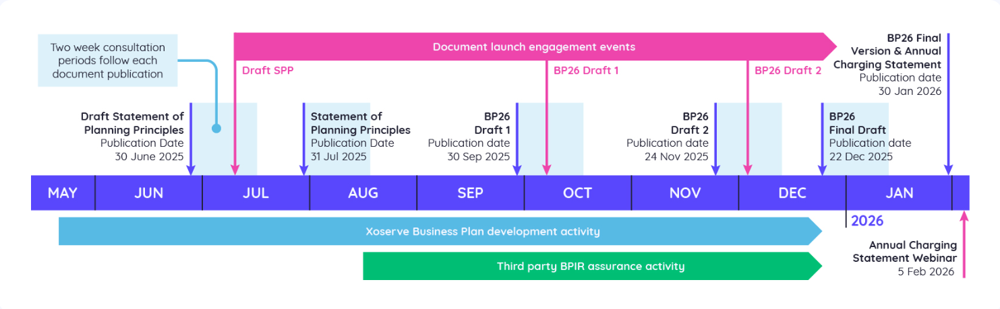 Two week consultation
periods follow each
document publication
Document launch engagement events
Draft SPP
BP26 Draft 1
BP26 Draft 2
BP26 Final
Version & Annual
Charging Statement
Publication date
30 Jan 2026
Draft Statement of
Planning Principles
Publication Date
30 June 2025
Statement of
Planning Principles
Publication Date
31 Jul 2025
BP26
Draft 1
Publication date
30 Sep 2025
BP26
Draft 2
Publication date
24 Nov 2025
BP26
Final Draft
Publication date
22 Dec 2025
MAY JUN JUL AUG SEP OCT NOV DEC JAN
2026
Xoserve Business Plan development activity
Third party BPIR assurance activity
Annual Charging
Statement Webinar
5 Feb 2026